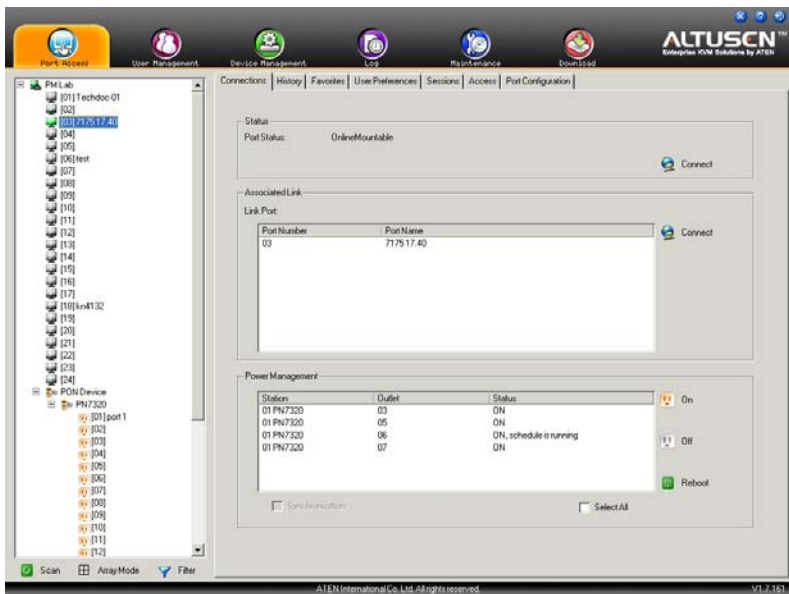 ALTUSEN™
Enterprise KVM Solutions by ATEN
Port Access
User Management
Device Management
Log
Maintenance
Download
Connections
History
Favorites
User Preferences
Sessions
Access
Port Configuration
PMLab
[01]Techdoc-01
[02]
[03]7175 17.40
[04]
[05]
[06]test
[07]
[08]
[09]
[10]
[11]
[12]
[13]
[14]
[15]
[16]
[17]
[18]kn4132
[19]
[20]
[21]
[22]
[23]
[24]
PON Device
PN7320
[01]port 1
[02]
[03]
[04]
[05]
[06]
[07]
[08]
[09]
[10]
[11]
[12]
Scan
Array Mode
Filter
Status
Port Status: OnlineMountable
Connect
Associated Link
Link Port:
Port Number Port Name
03 7175 17.40
Connect
Power Management
Station Outlet Status
01 PN7320 03 ON
01 PN7320 05 ON
01 PN7320 06 ON, schedule is running
01 PN7320 07 ON
On
Off
Reboot
Synchronization
Select All
ATEN International Co. Ltd. All rights reserved.
V1.7.161